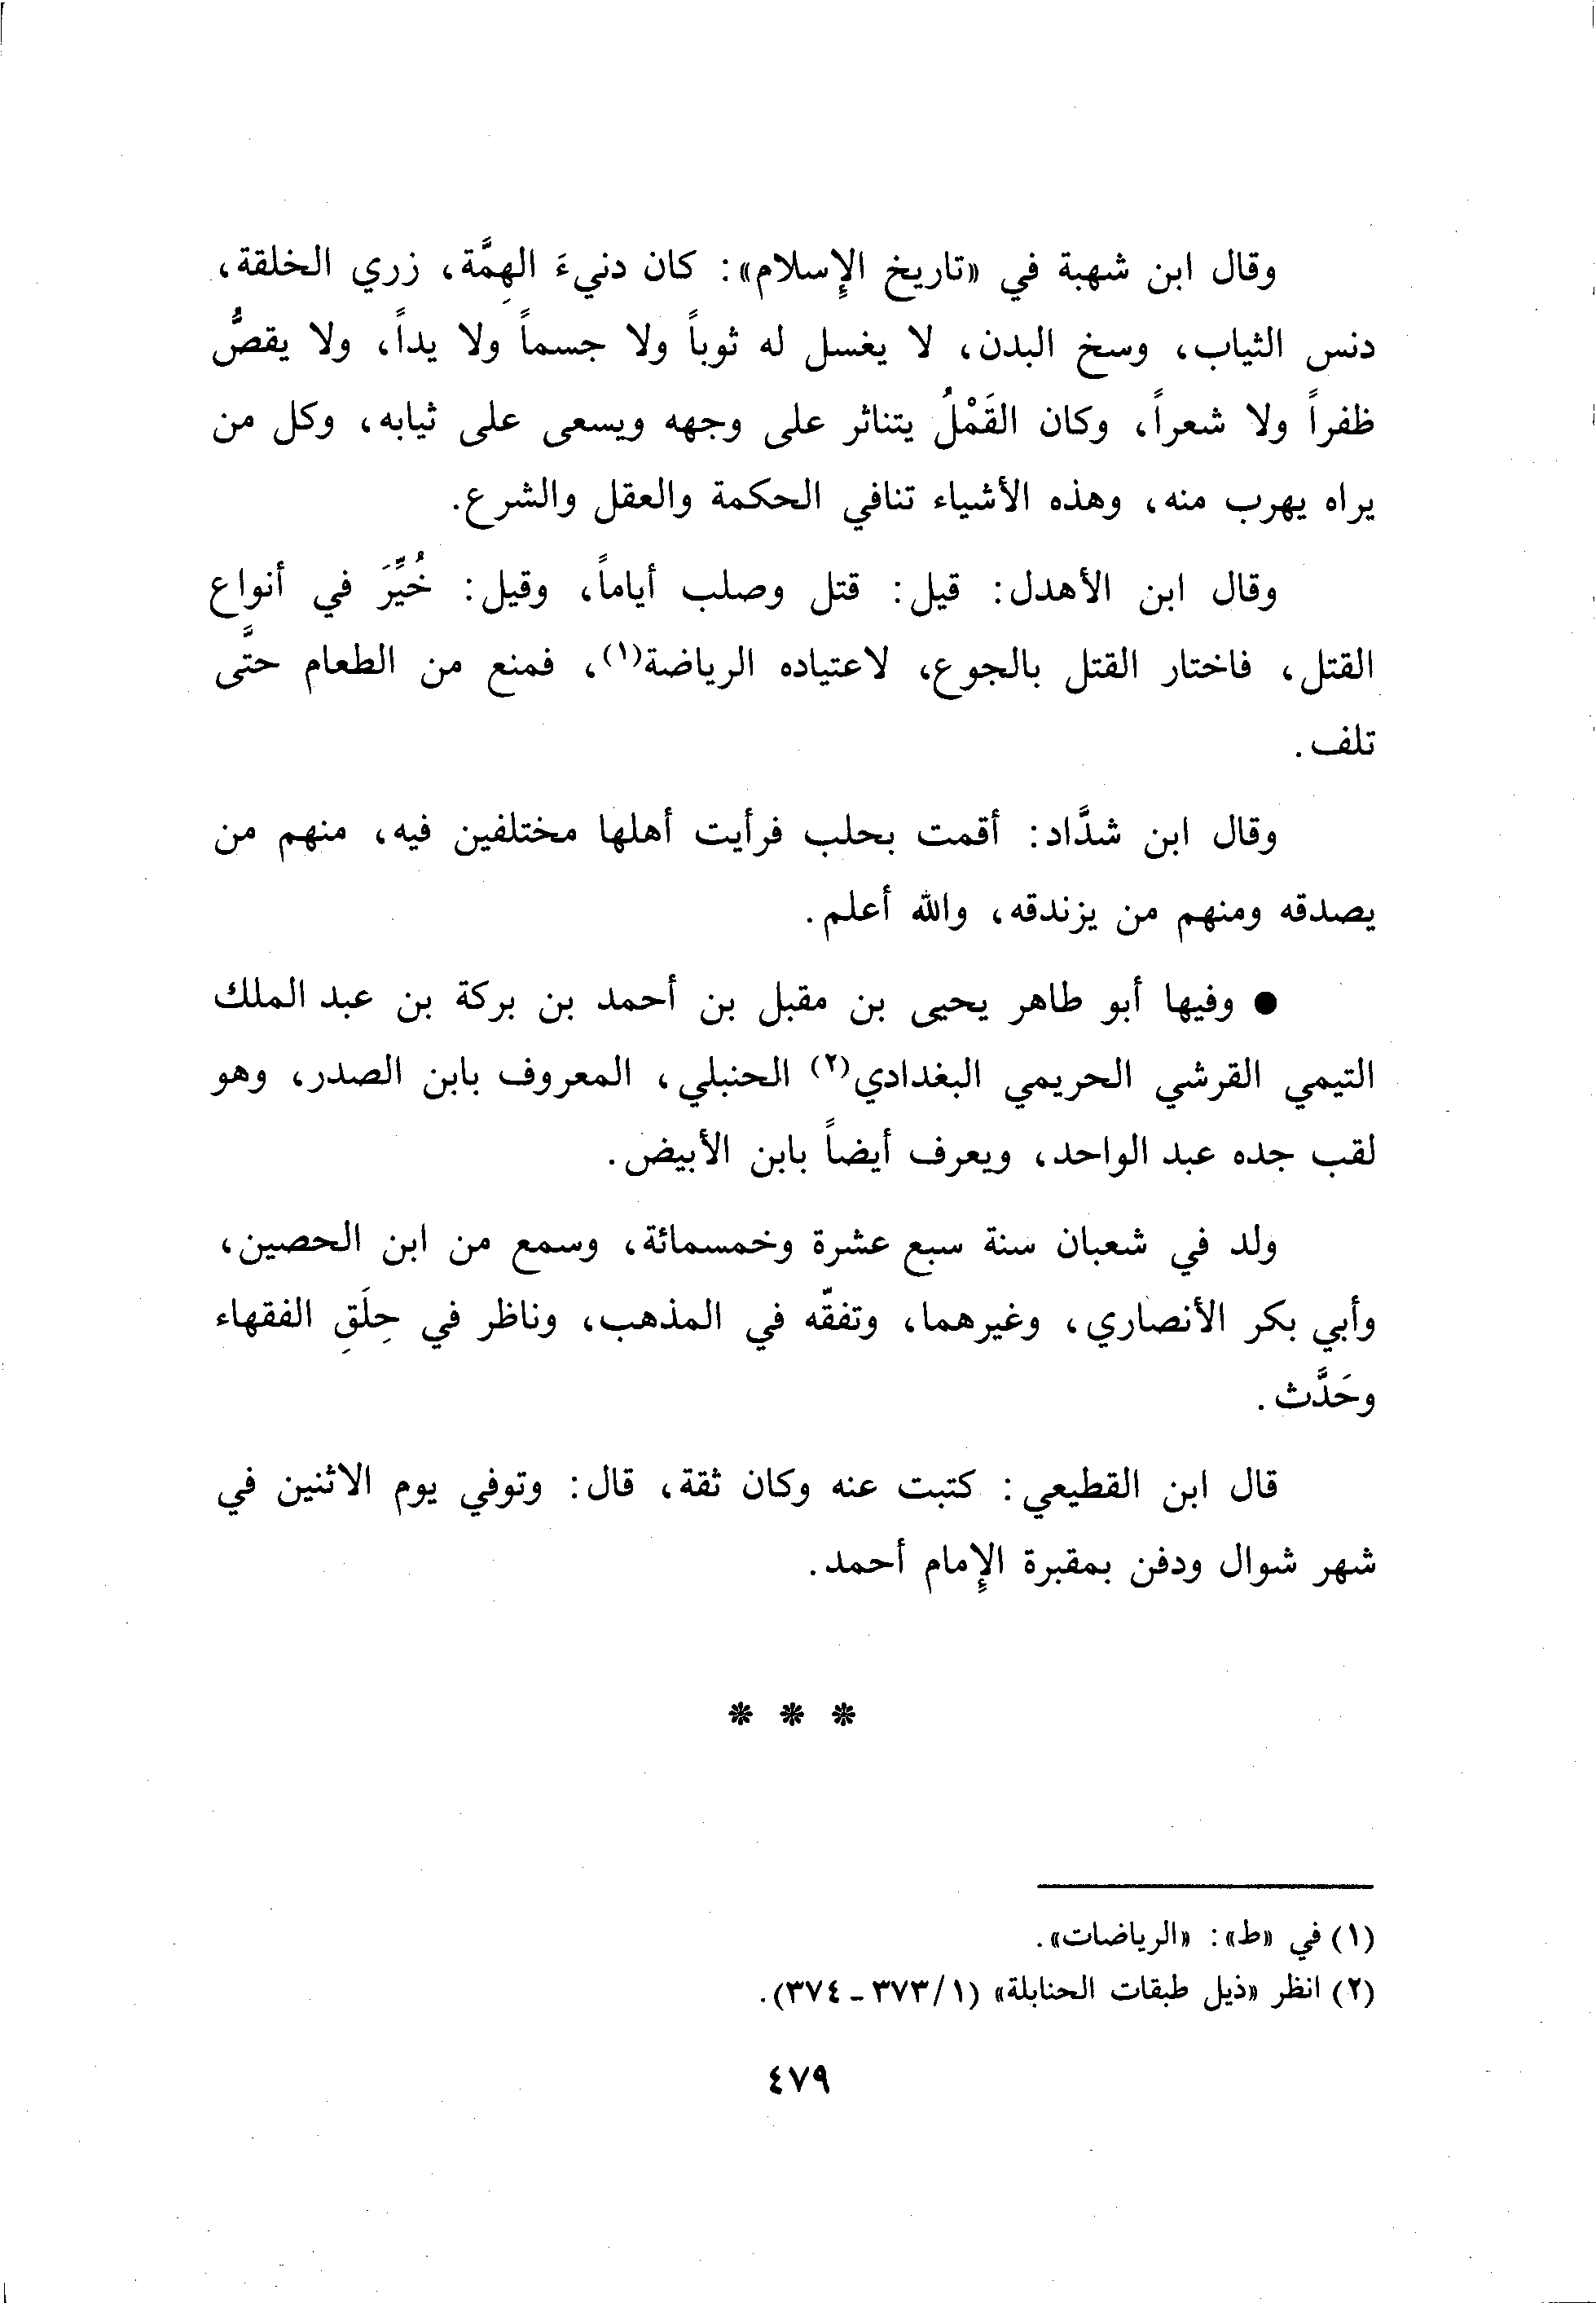 وقال ابن شهبة في «تاريخ الإسلام»: كان دنيءَ الهِمَّة، زري الخلقة،
دنس الثياب، وسخ البدن، لا يغسل له ثوباً ولا جسماً ولا يداً، ولا يقصُّ
ظفراً ولا شعراً، وكان القَمْلُ يتناثر على وجهه ويسعى على ثيابه، وكل من
يراه يهرب منه، وهذه الأشياء تنافي الحكمة والعقل والشرع.
وقال ابن الأهدل: قيل: قتل وصلب أياماً، وقيل: خُيِّرَ في أنواع
القتل، فاختار القتل بالجوع، لاعتياده الرياضة(١)، فمنع من الطعام حتَّى
تلف.
وقال ابن شدَّاد: أقمت بحلب فرأيت أهلها مختلفين فيه، منهم من
يصدقه ومنهم من يزندقه، والله أعلم.
● وفيها أبو طاهر يحيى بن مقبل بن أحمد بن بركة بن عبد الملك
التيمي القرشي الحريمي البغدادي(٢) الحنبلي، المعروف بابن الصدر، وهو
لقب جده عبد الواحد، ويعرف أيضاً بابن الأبيض.
ولد في شعبان سنة سبع عشرة وخمسمائة، وسمع من ابن الحصين،
وأبي بكر الأنصاري، وغيرهما، وتفقّه في المذهب، وناظر في حِلَقِ الفقهاء
وحَدَّث.
قال ابن القطيعي: كتبت عنه وكان ثقة، قال: وتوفي يوم الاثنين في
شهر شوال ودفن بمقبرة الإمام أحمد.
* * *
(١) في «ط»: «الرياضات».
(٢) انظر «ذيل طبقات الحنابلة» (١/٣٧٣ - ٣٧٤).
٤٧٩